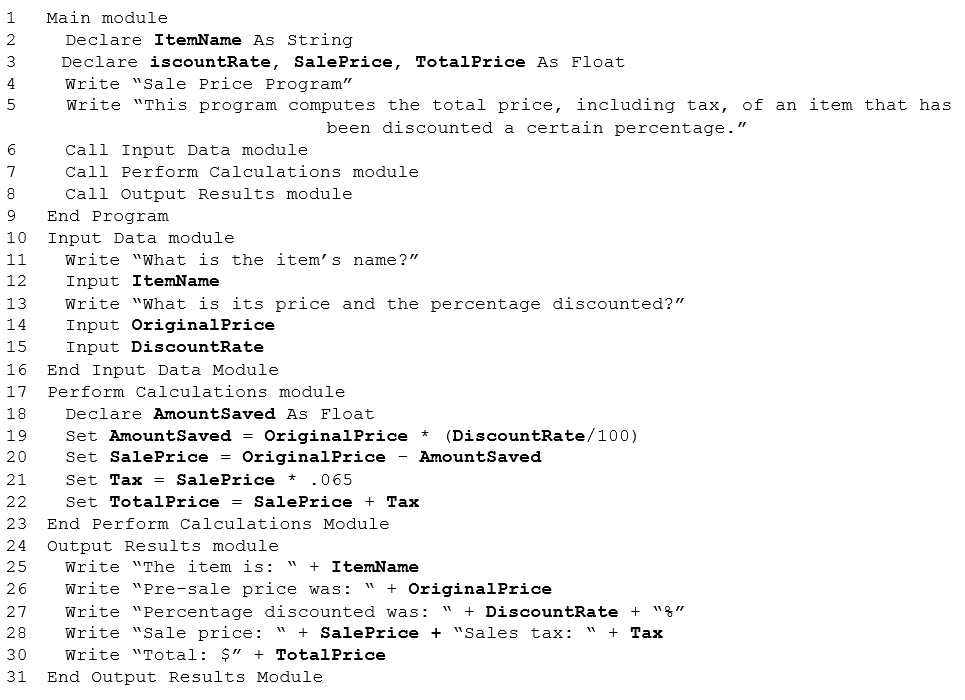 1 Main module
2 Declare ItemName As String
3 Declare iscountRate, SalePrice, TotalPrice As Float
4 Write “Sale Price Program”
5 Write “This program computes the total price, including tax, of an item that has
been discounted a certain percentage.”
6 Call Input Data module
7 Call Perform Calculations module
8 Call Output Results module
9 End Program
10 Input Data module
11 Write “What is the item’s name?”
12 Input ItemName
13 Write “What is its price and the percentage discounted?”
14 Input OriginalPrice
15 Input DiscountRate
16 End Input Data Module
17 Perform Calculations module
18 Declare AmountSaved As Float
19 Set AmountSaved = OriginalPrice * (DiscountRate/100)
20 Set SalePrice = OriginalPrice – AmountSaved
21 Set Tax = SalePrice * .065
22 Set TotalPrice = SalePrice + Tax
23 End Perform Calculations Module
24 Output Results module
25 Write “The item is: “ + ItemName
26 Write “Pre-sale price was: “ + OriginalPrice
27 Write “Percentage discounted was: “ + DiscountRate + “%”
28 Write “Sale price: “ + SalePrice + “Sales tax: “ + Tax
30 Write “Total: $” + TotalPrice
31 End Output Results Module